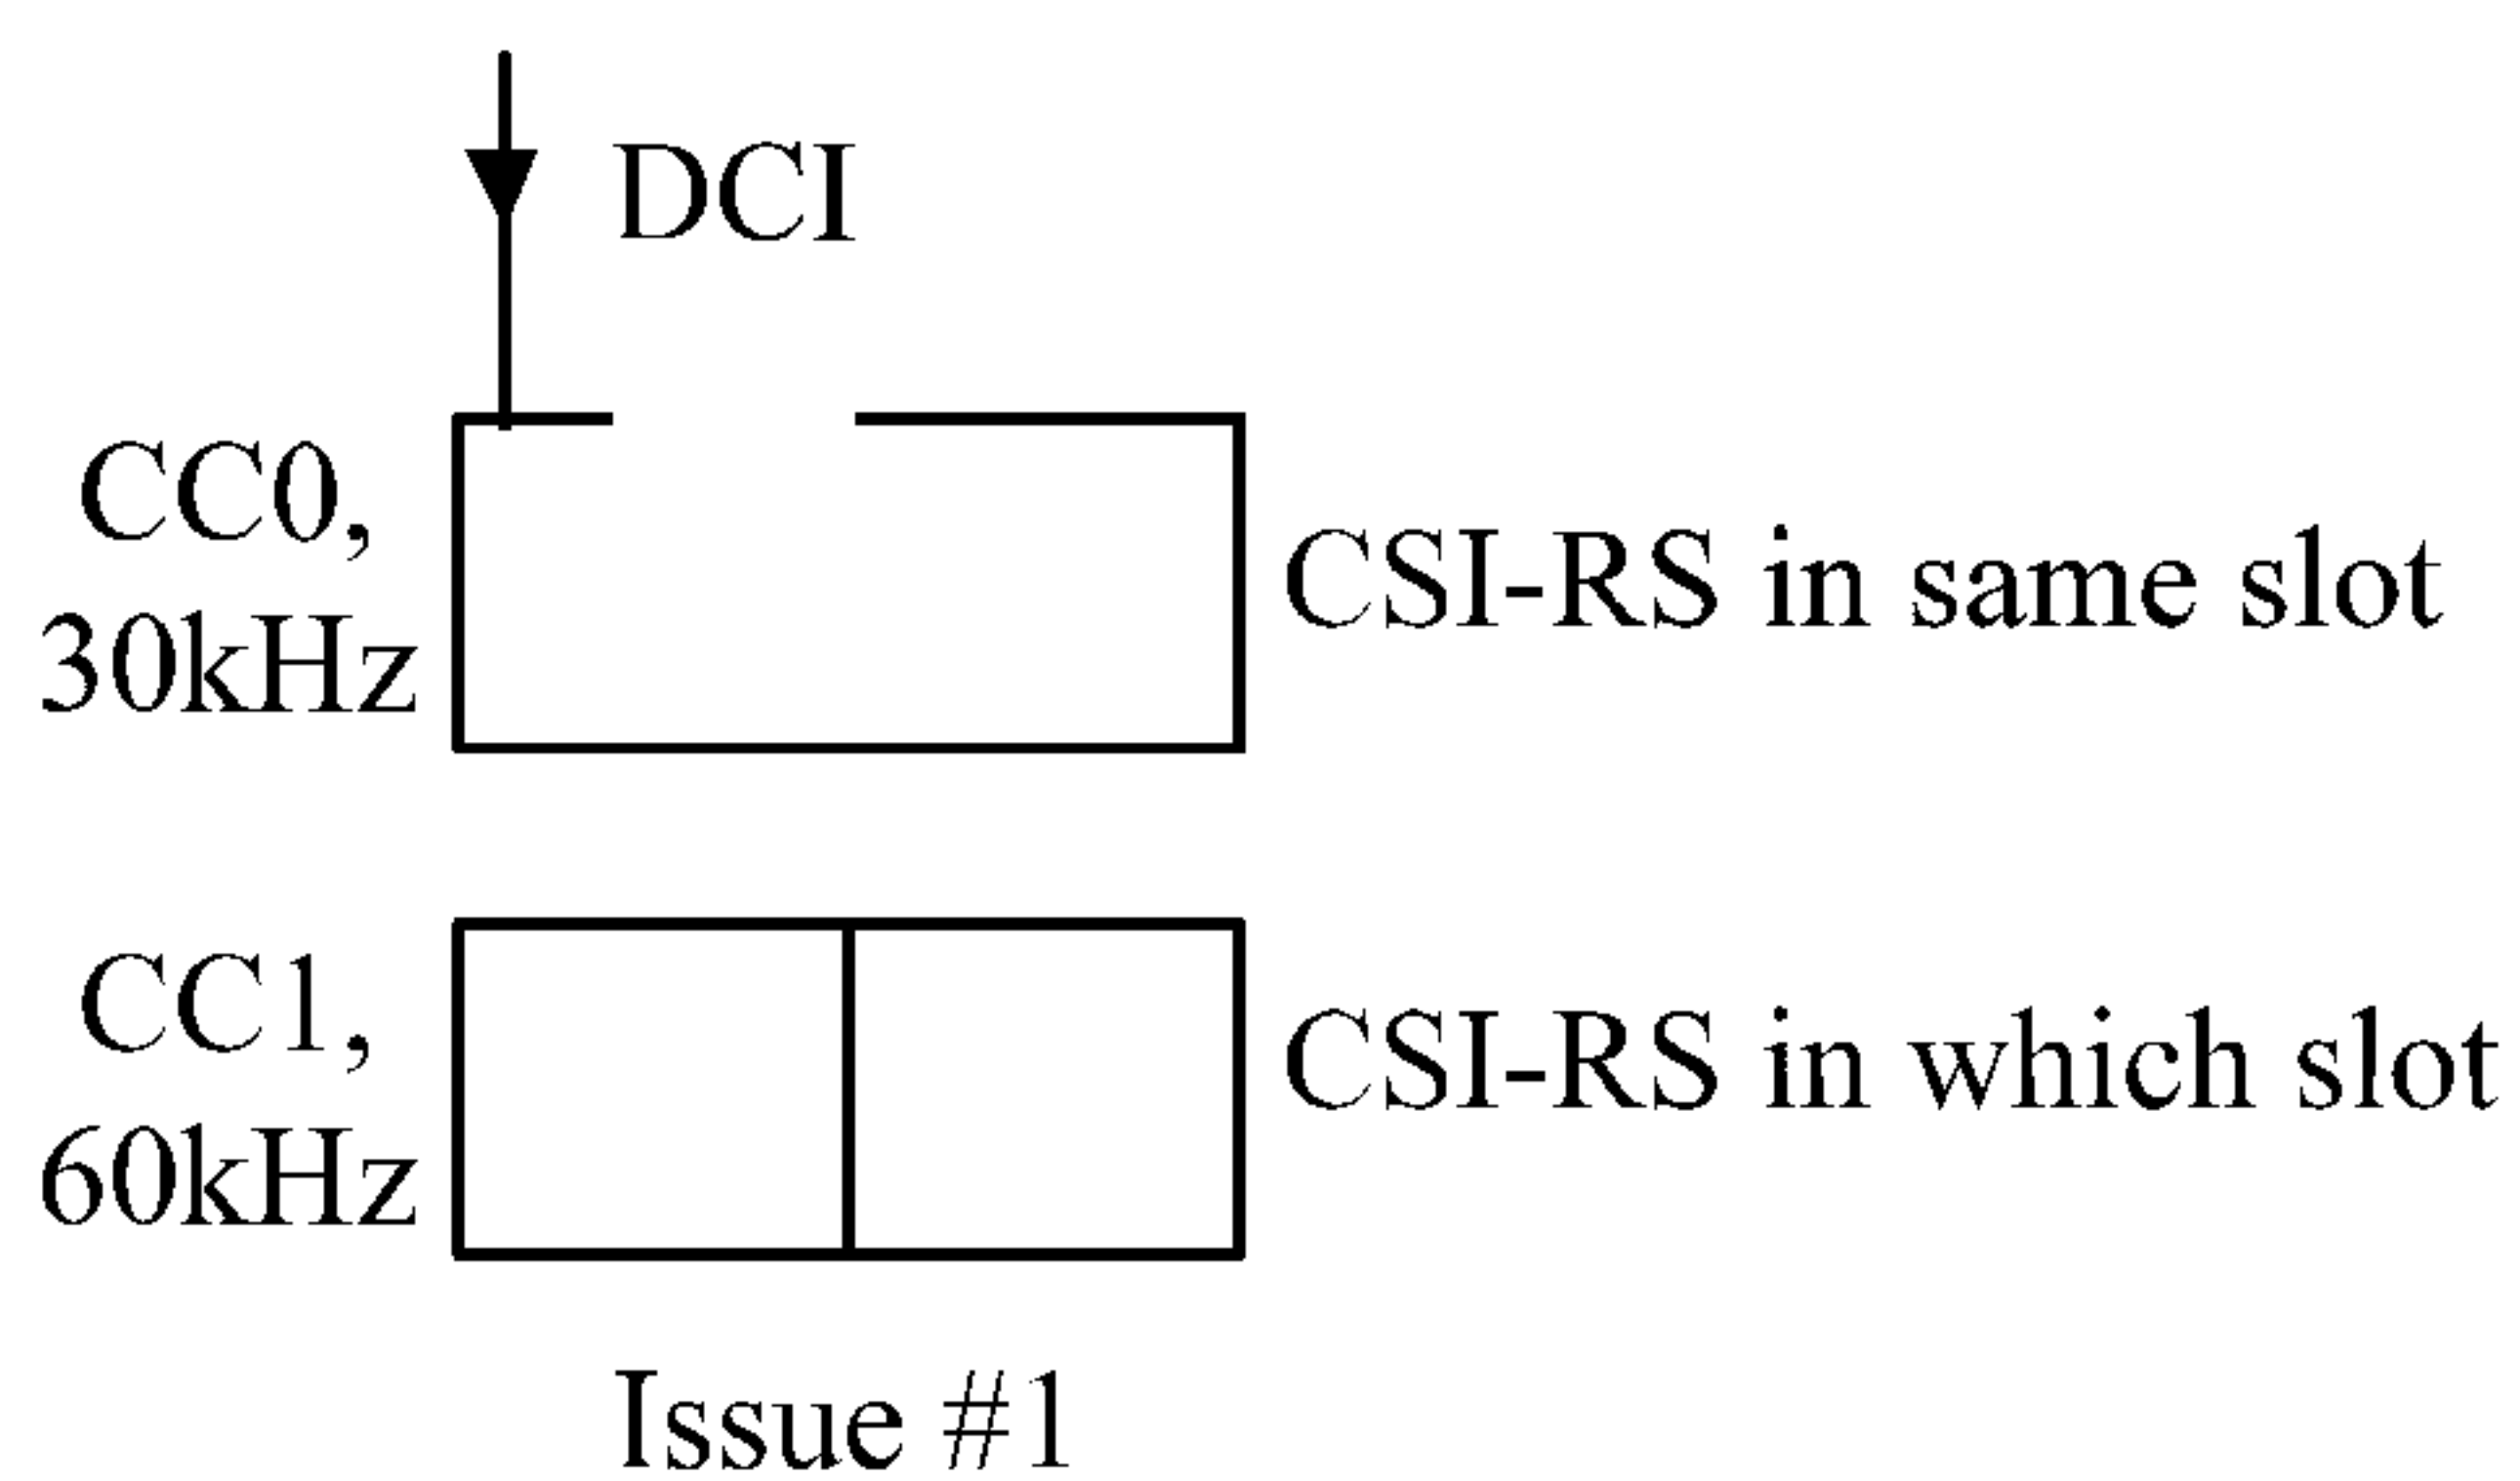 DCI
CC0,
30kHz
CSI-RS in same slot
CC1,
60kHz
CSI-RS in which slot
Issue #1